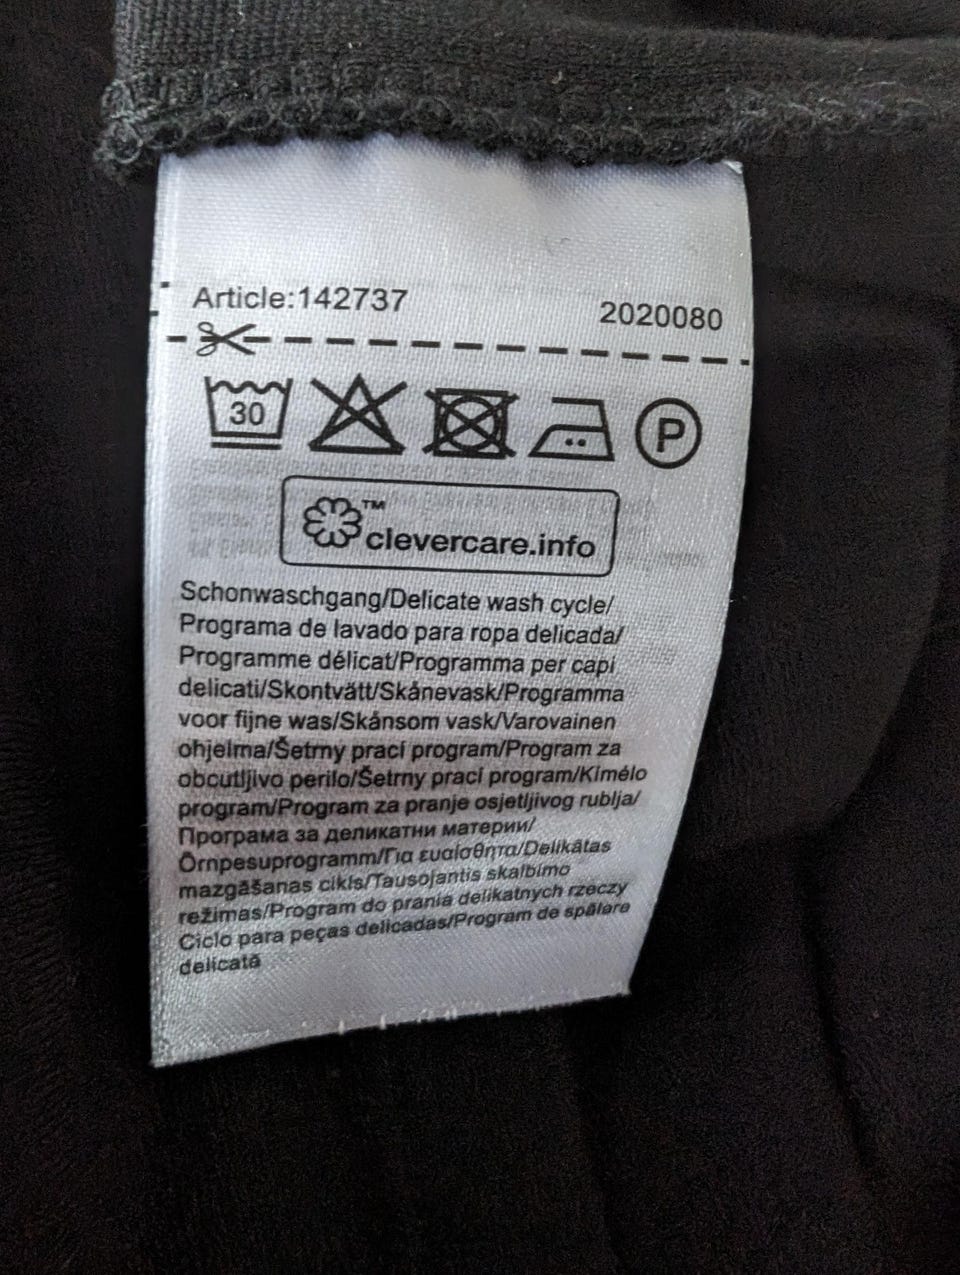 Article:142737 2020080
30 P
™
clevercare.info
Schonwaschgang/Delicate wash cycle/
Programa de lavado para ropa delicada/
Programme délicat/Programma per capi
delicati/Skontvätt/Skånevask/Programma
voor fijne was/Skånsom vask/Varovainen
ohjelma/Šetrny prací program/Program za
obcutljivo perilo/Šetrny prací program/Kímélo
program/Program za pranje osjetljivog rublja/
Програма за деликатни материи/
Õrnpesuprogramm/Για ευαίσθητα/Delikātas
mazgāšanas cikls/Tausojantis skalbimo
režimas/Program do prania delikatnych rzeczy
Ciclo para peças delicadas/Program de spălare
delicată